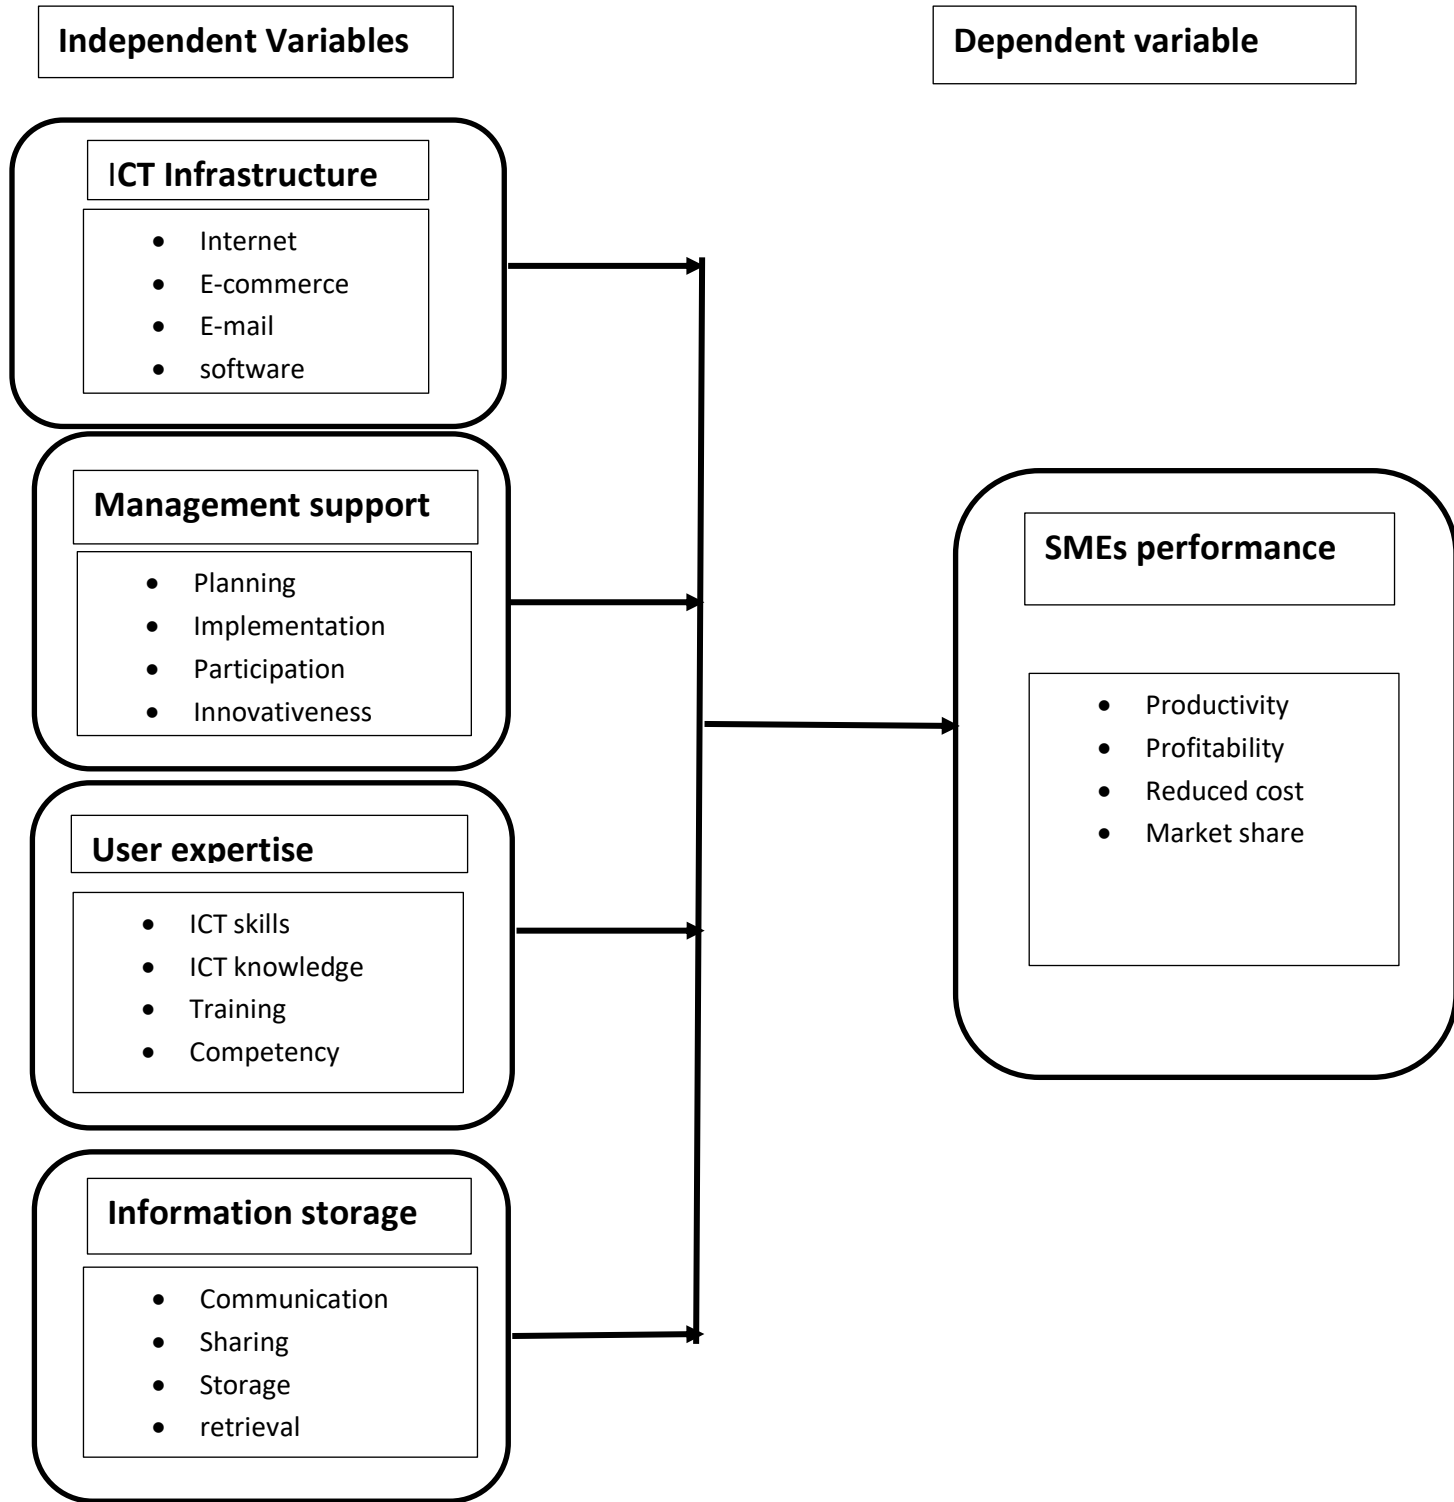 Independent Variables
Dependent variable
ICT Infrastructure
• Internet
• E-commerce
• E-mail
• software
Management support
• Planning
• Implementation
• Participation
• Innovativeness
User expertise
• ICT skills
• ICT knowledge
• Training
• Competency
Information storage
• Communication
• Sharing
• Storage
• retrieval
SMEs performance
• Productivity
• Profitability
• Reduced cost
• Market share